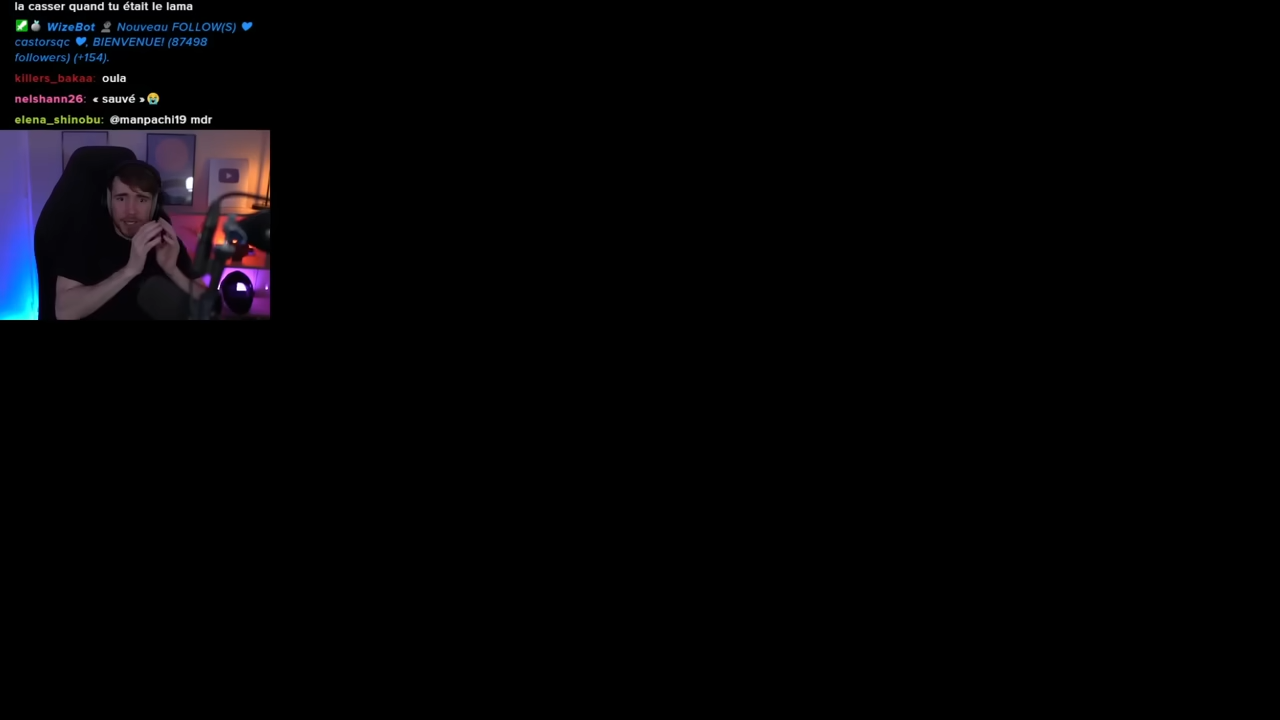 la casser quand tu était le lama
WizeBot Nouveau FOLLOW(S) 💙
castorsqc 💙, BIENVENUE! (87498
followers) (+154).
killers_bakaa: oula
nelshann26: « sauvé »😭
elena_shinobu: @manpachi19 mdr